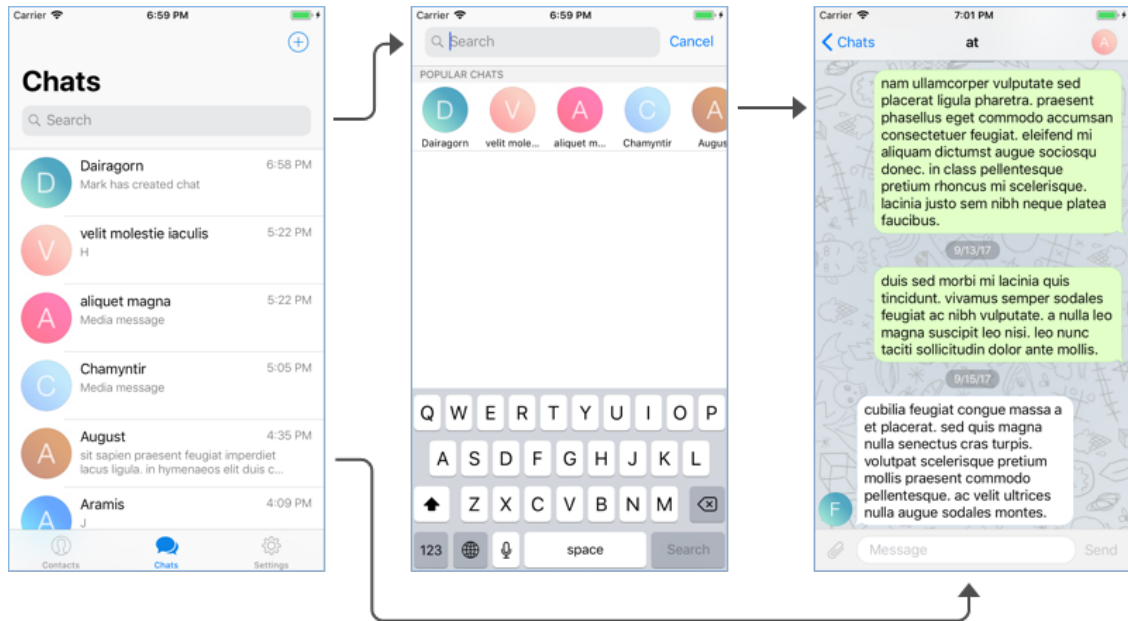 Carrier 6:59 PM
Chats
Search
Dairagorn 6:58 PM
Mark has created chat
velit molestie iaculis 5:22 PM
H
aliquet magna 5:22 PM
Media message
Chamyntir 5:05 PM
Media message
August 4:35 PM
sit sapien praesent feugiat imperdiet
lacus ligula. in hymenaeos elit duis c...
Aramis 4:09 PM
J
D
V
A
C
A
A
Contacts Chats Settings
Carrier 6:59 PM
Search Cancel
POPULAR CHATS
D V A C A
Dairagorn velit mole... aliquet m... Chamyntir Augus
Q W E R T Y U I O P
A S D F G H J K L
Z X C V B N M
123 space Search
Carrier 7:01 PM
Chats at A
nam ullamcorper vulputate sed
placerat ligula pharetra. praesent
phasellus eget commodo accumsan
consectetuer feugiat. eleifend mi
aliquam dictumst augue sociosqu
donec. in class pellentesque
pretium rhoncus mi scelerisque.
lacinia justo sem nibh neque platea
faucibus.
9/13/17
duis sed morbi mi lacinia quis
tincidunt. vivamus semper sodales
feugiat ac nibh vulputate. a nulla leo
magna suscipit leo nisi. leo nunc
taciti sollicitudin dolor ante mollis.
9/15/17
cubilia feugiat congue massa a
et placerat. sed quis magna
nulla senectus cras turpis.
volutpat scelerisque pretium
mollis praesent commodo
pellentesque. ac velit ultrices
nulla augue sodales montes.
F
Message Send